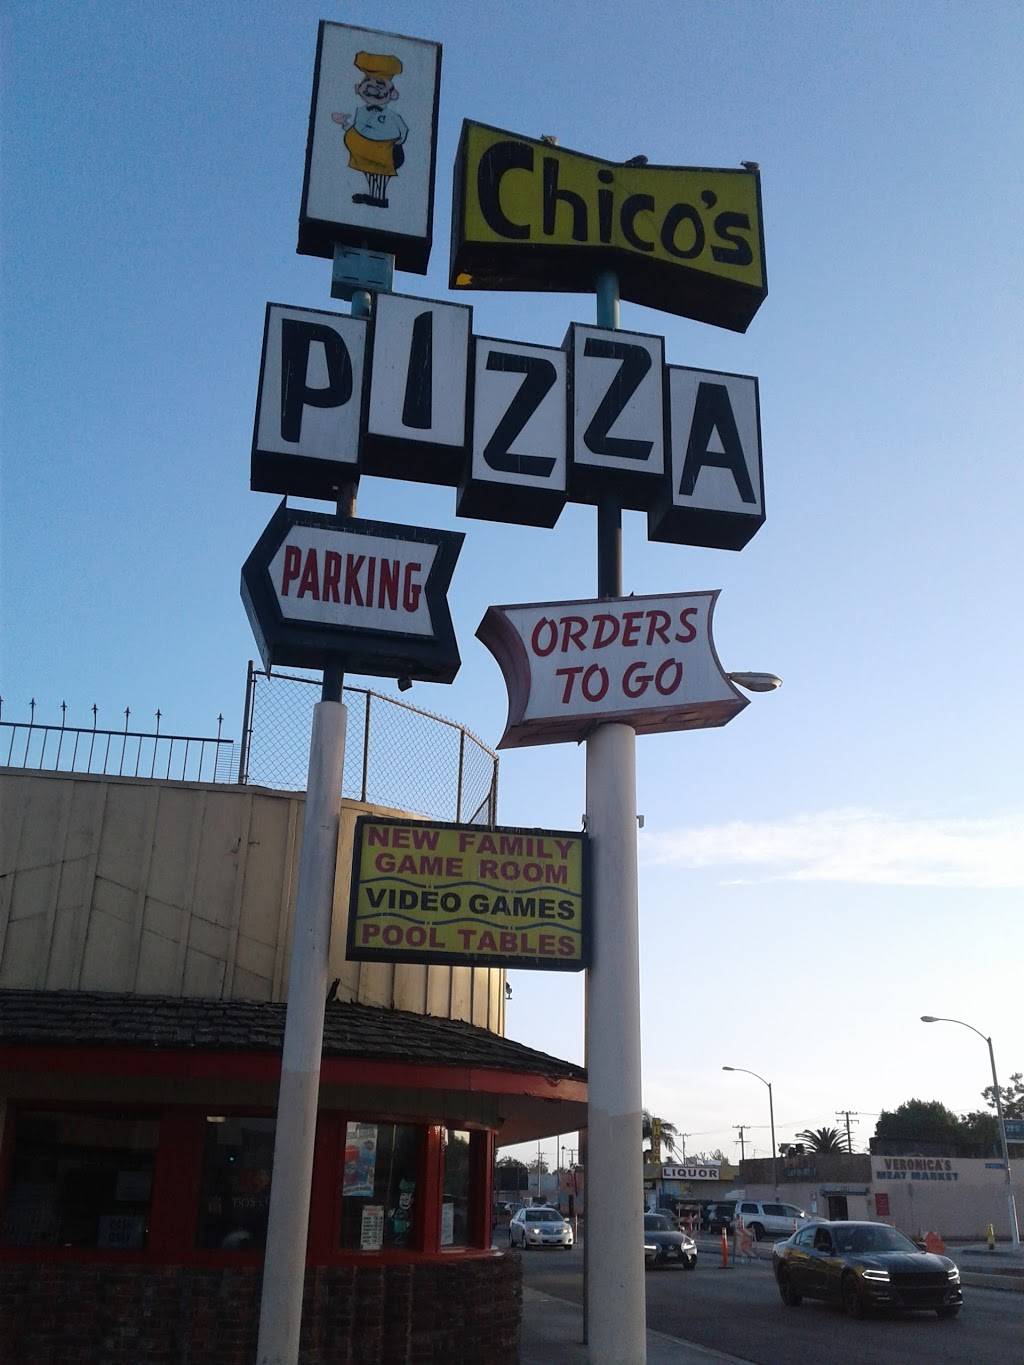 Chico's
PIZZA
PARKING
ORDERS
TO GO
NEW FAMILY
GAME ROOM
VIDEO GAMES
POOL TABLES
LIQUOR
VERONICA'S
MEAT MARKET